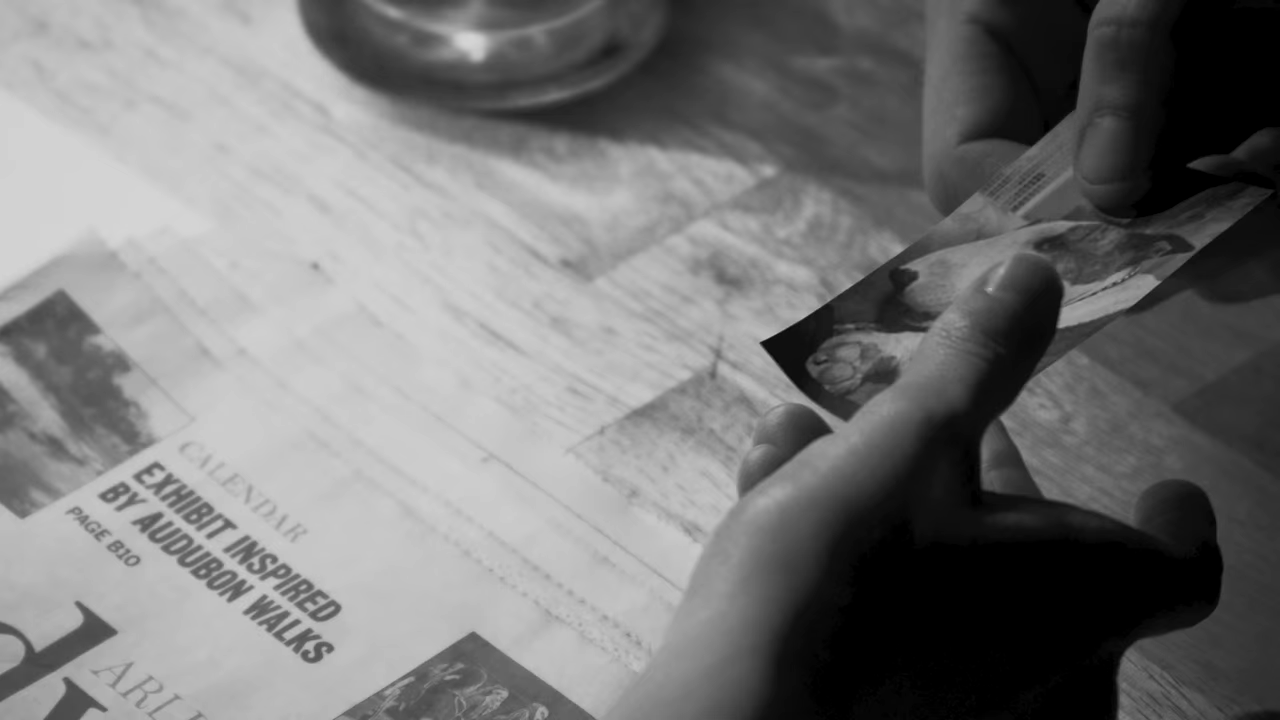 CALENDAR
EXHIBIT INSPIRED
BY AUDUBON WALKS
PAGE B10
d